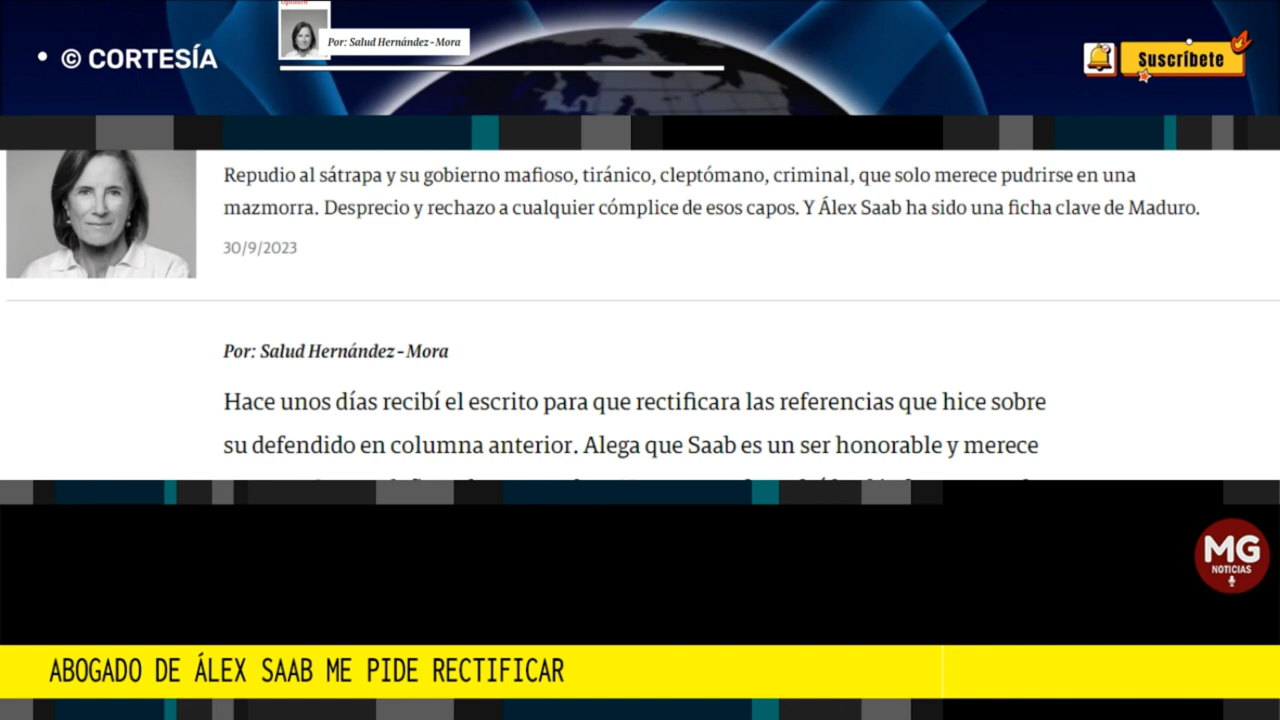 Opinión
Por: Salud Hernández-Mora
• © CORTESÍA
Suscríbete
Repudio al sátrapa y su gobierno mafioso, tiránico, cleptómano, criminal, que solo merece pudrirse en una
mazmorra. Desprecio y rechazo a cualquier cómplice de esos capos. Y Álex Saab ha sido una ficha clave de Maduro.
30/9/2023
Por: Salud Hernández-Mora
Hace unos días recibí el escrito para que rectificara las referencias que hice sobre
su defendido en columna anterior. Alega que Saab es un ser honorable y merece
MG
NOTICIAS
ABOGADO DE ÁLEX SAAB ME PIDE RECTIFICAR